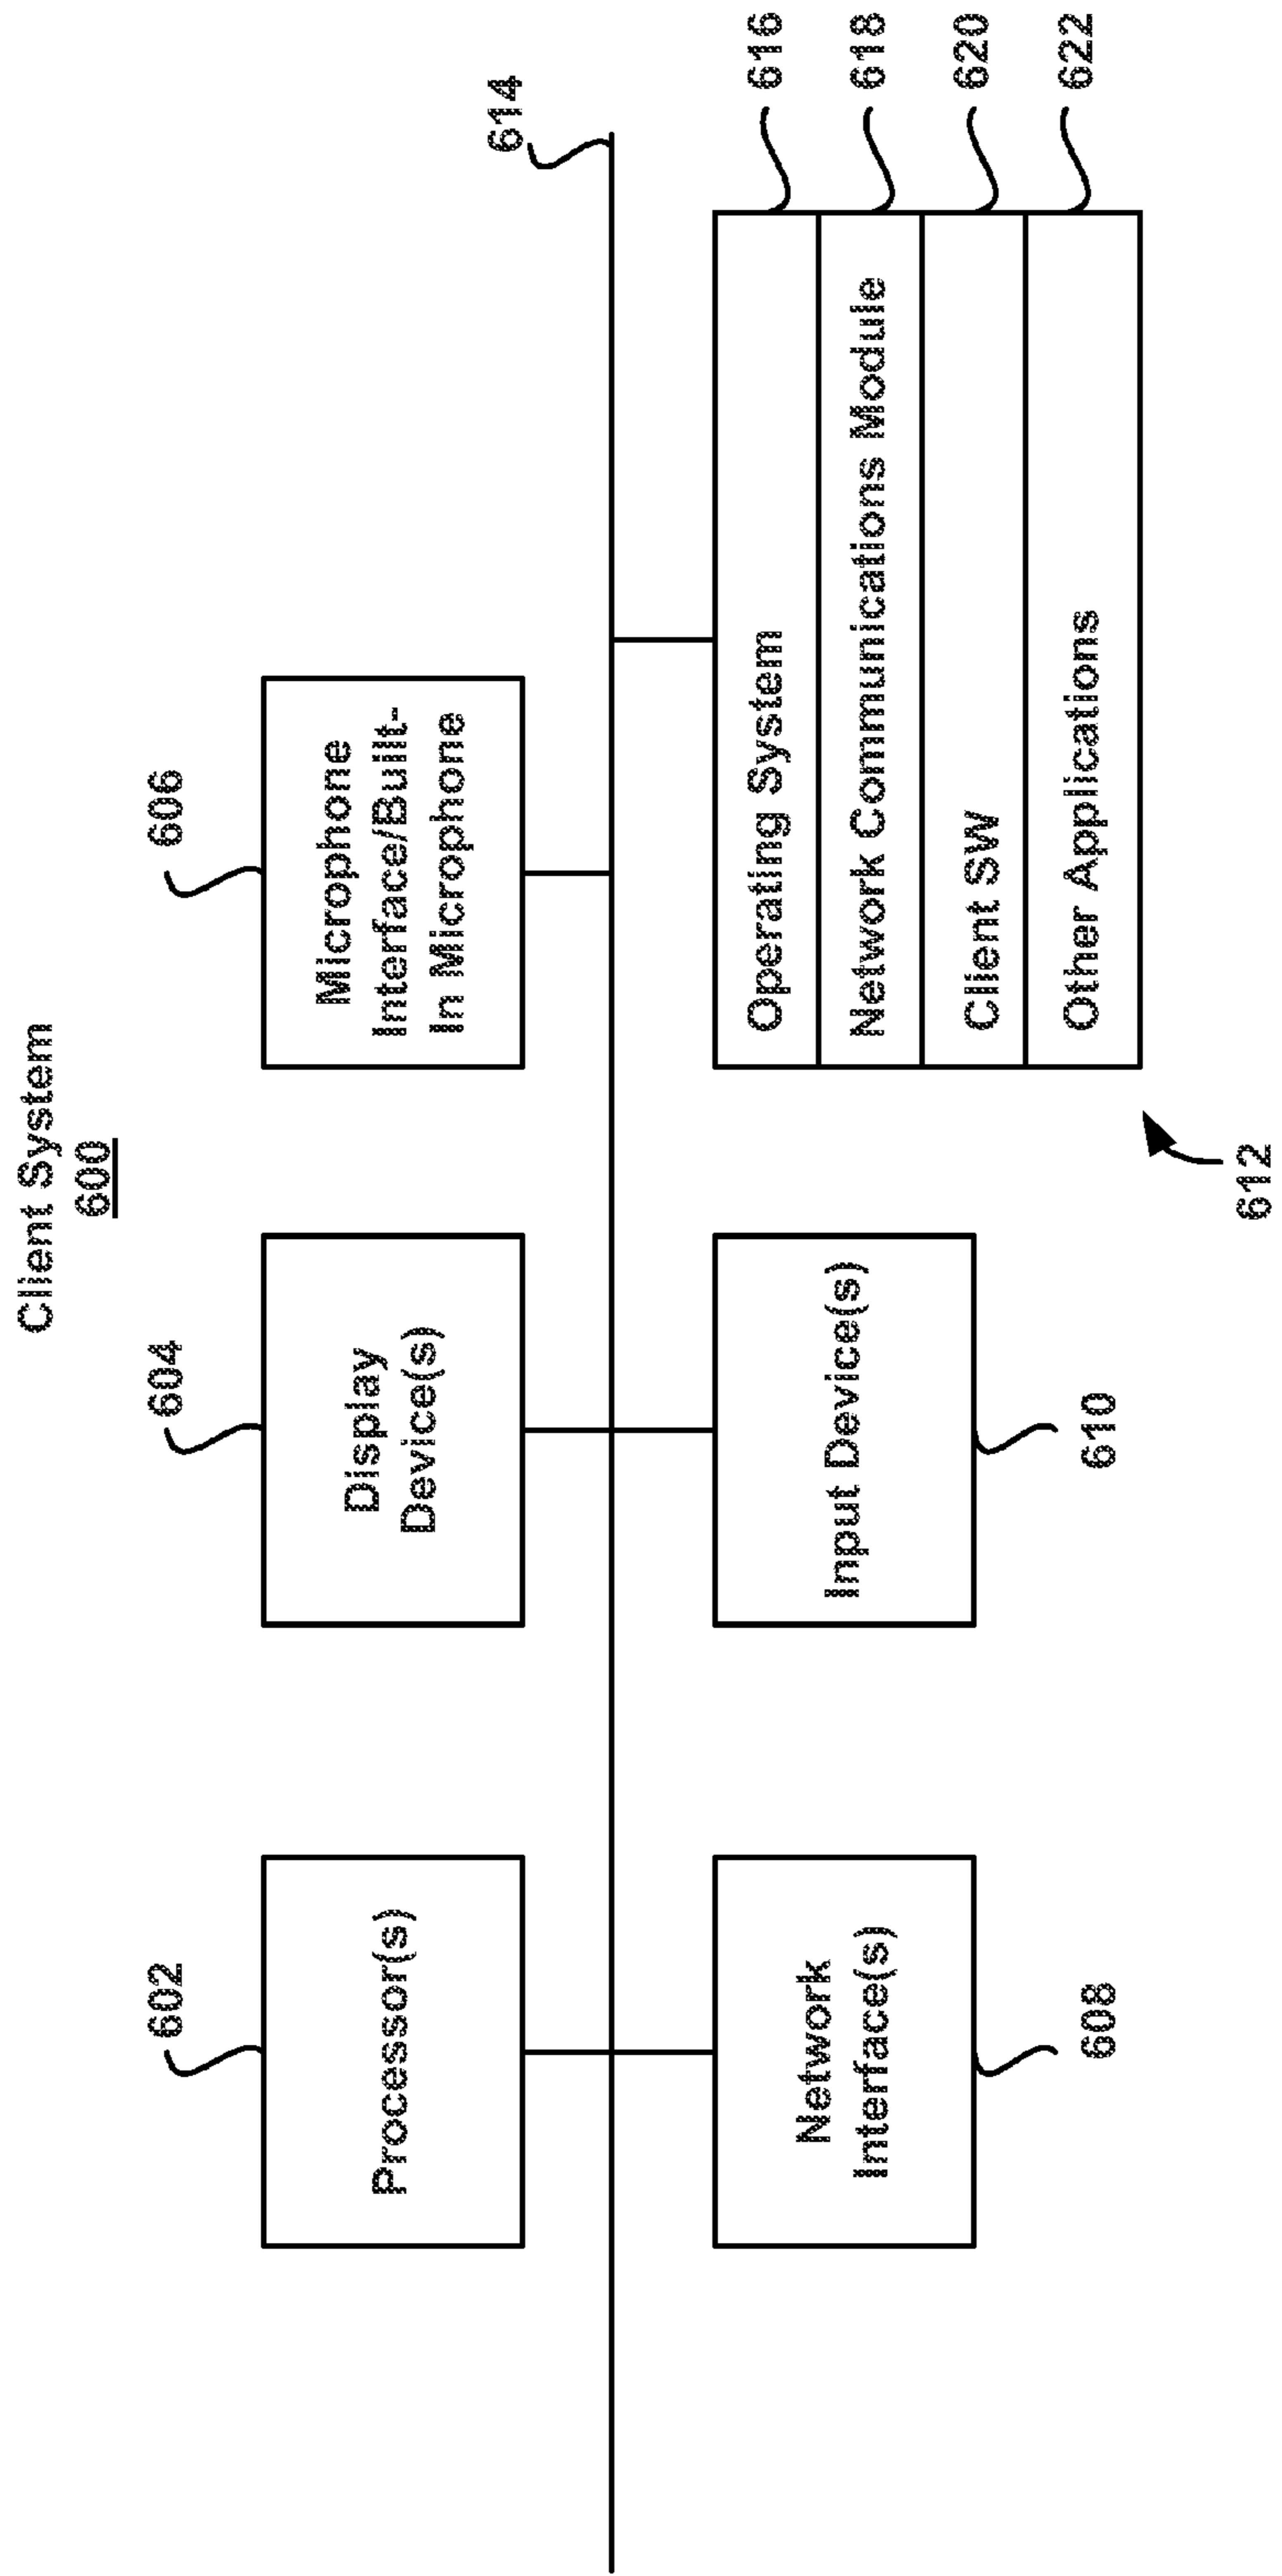 Client System
600
602
604
606
Processor(s)
Display
Device(s)
Microphone
Interface/Built-
In Microphone
614
Network
Interface(s)
Input Device(s)
Operating System
616
Network Communications Module
618
Client SW
620
Other Applications
622
608
610
612